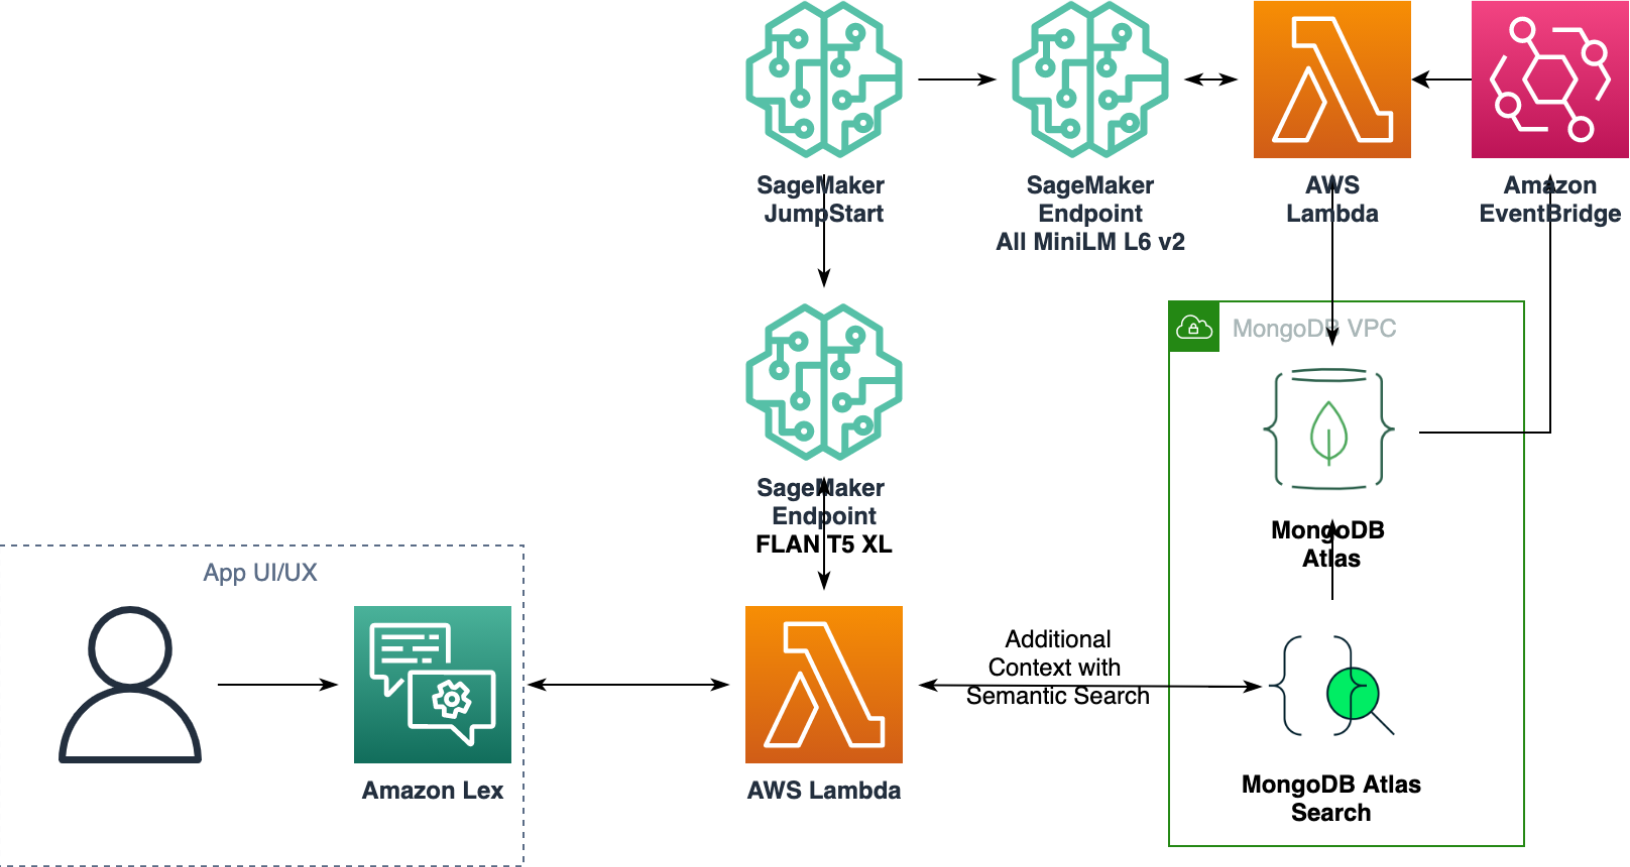 SageMaker
JumpStart
SageMaker
Endpoint
All MiniLM L6 v2
AWS
Lambda
Amazon
EventBridge
SageMaker
Endpoint
FLAN T5 XL
MongoDB VPC
MongoDB
Atlas
App UI/UX
Amazon Lex
AWS Lambda
Additional
Context with
Semantic Search
MongoDB Atlas
Search